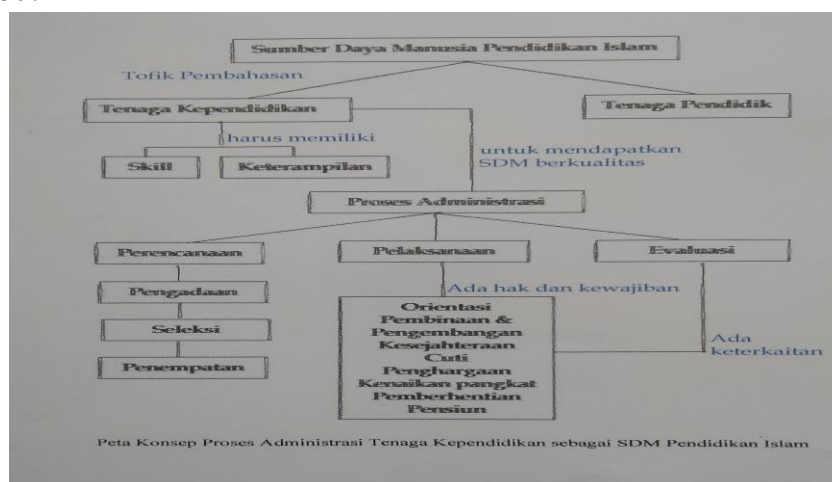 Sumber Daya Manusia Pendidikan Islam
Tofik Pembahasan
Tenaga Kependidikan
Tenaga Pendidik
harus memiliki
Skill
Keterampilan
untuk mendapatkan
SDM berkualitas
Proses Administrasi
Perencanaan
Pelaksanaan
Evaluasi
Pengadaan
Seleksi
Penempatan
Ada hak dan kewajiban
Orientasi
Pembinaan &
Pengembangan
Kesejahteraan
Cuti
Penghargaan
Kenaikan pangkat
Pemberhentian
Pensiun
Ada
keterkaitan
Peta Konsep Proses Administrasi Tenaga Kependidikan sebagai SDM Pendidikan Islam